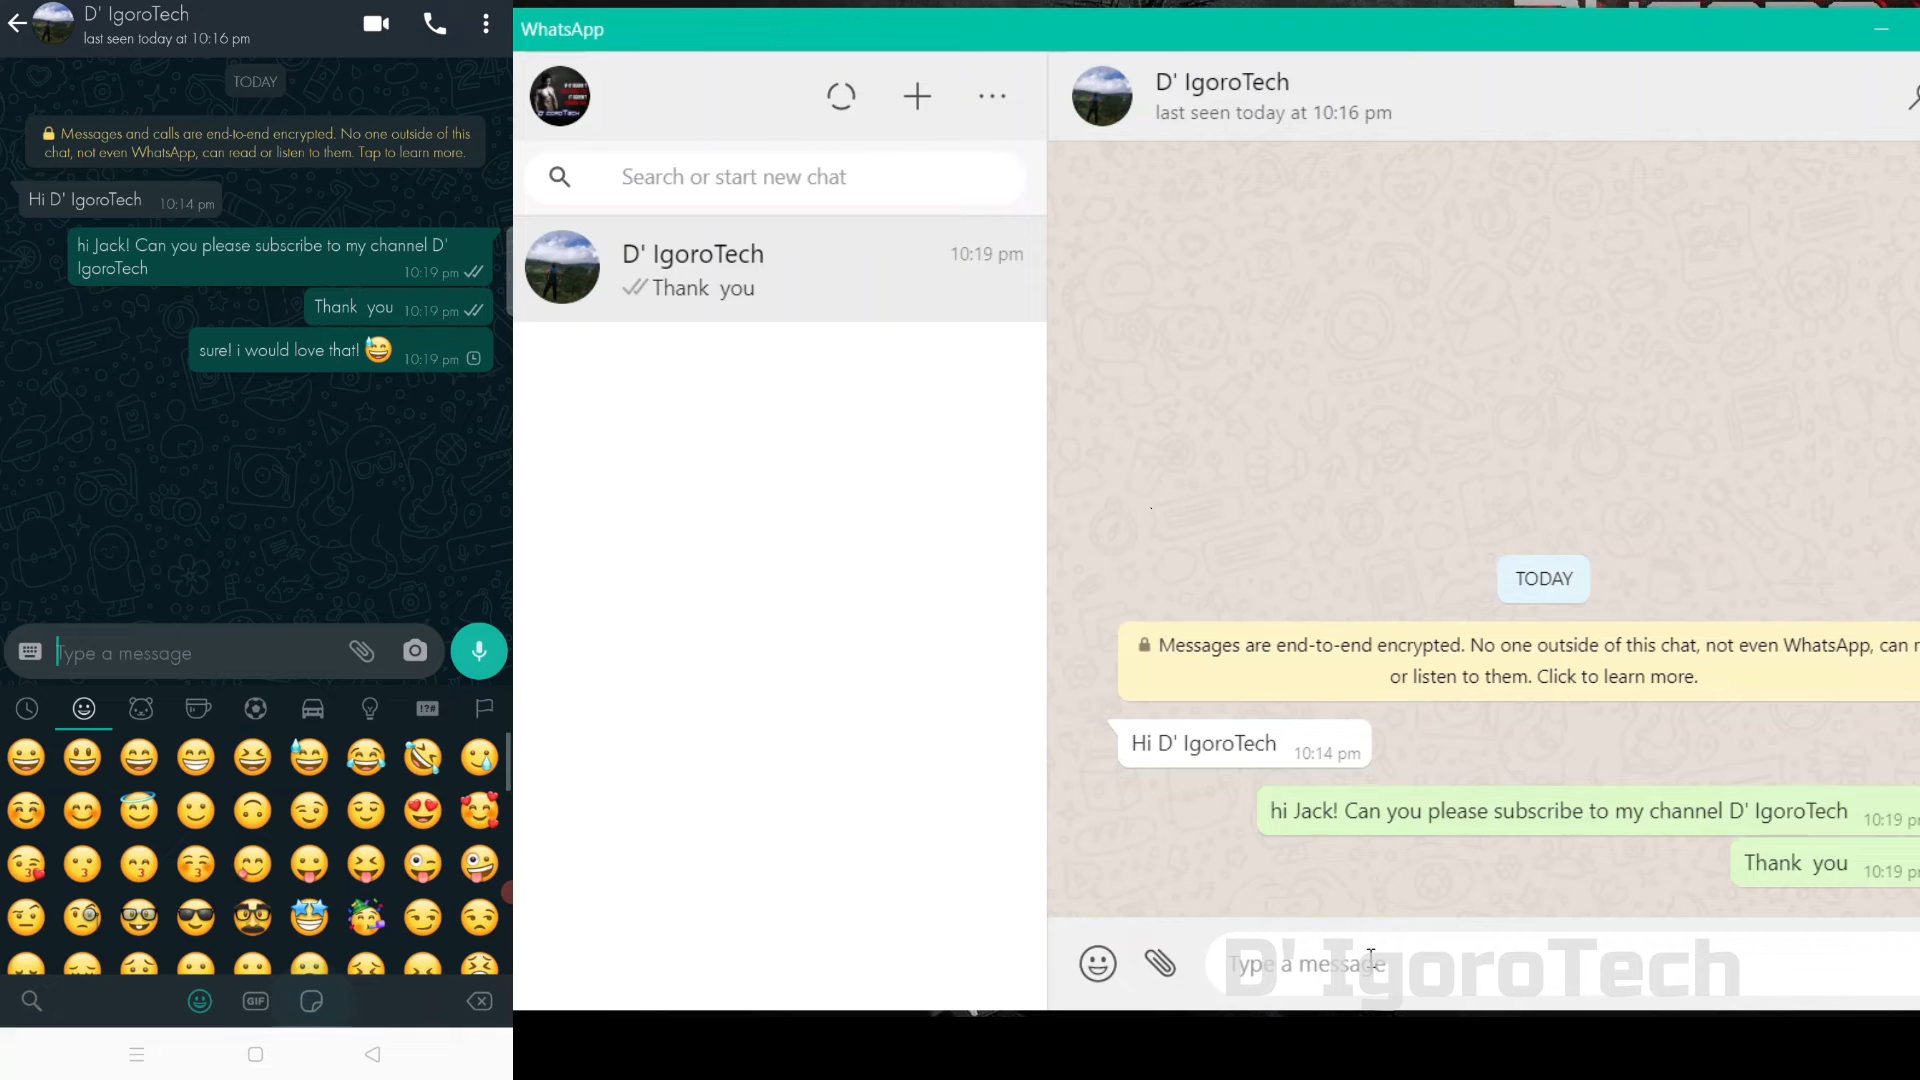 D' IgoroTech
last seen today at 10:16 pm
TODAY
Messages and calls are end-to-end encrypted. No one outside of this
chat, not even WhatsApp, can read or listen to them. Tap to learn more.
Hi D' IgoroTech 10:14 pm
hi Jack! Can you please subscribe to my channel D'
IgoroTech 10:19 pm
Thank you 10:19 pm
sure! i would love that! 😅 10:19 pm
Type a message
!?#
GIF
WhatsApp
Search or start new chat
D' IgoroTech 10:19 pm
Thank you
D' IgoroTech
last seen today at 10:16 pm
TODAY
Messages are end-to-end encrypted. No one outside of this chat, not even WhatsApp, can
or listen to them. Click to learn more.
Hi D' IgoroTech 10:14 pm
hi Jack! Can you please subscribe to my channel D' IgoroTech 10:19
Thank you 10:19
Type a message
D' IgoroTech